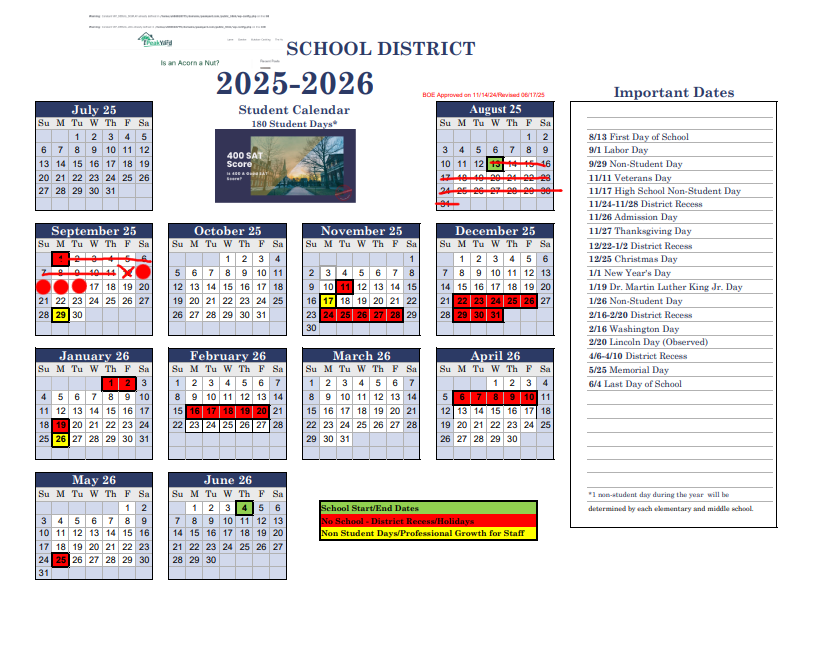 SCHOOL DISTRICT
PeakYard
Is an Acorn a Nut?
2025-2026
Student Calendar
180 Student Days*
400 SAT
Score
Is 400 A Good SAT
Score?
BOE Approved on 11/14/24/Revised 06/17/25
July 25
Su M Tu W Th F Sa
1 2 3 4 5
6 7 8 9 10 11 12
13 14 15 16 17 18 19
20 21 22 23 24 25 26
27 28 29 30 31
August 25
Su M Tu W Th F Sa
1 2
3 4 5 6 7 8 9
10 11 12 13 14 15 16
17 18 19 20 21 22 23
24 25 26 27 28 29 30
31
September 25
Su M Tu W Th F Sa
1 2 3 4 5 6
7 8 9 10 11
17 18 19 20
21 22 23 24 25 26 27
28 29 30
October 25
Su M Tu W Th F Sa
1 2 3 4
5 6 7 8 9 10 11
12 13 14 15 16 17 18
19 20 21 22 23 24 25
26 27 28 29 30 31
November 25
Su M Tu W Th F Sa
1
2 3 4 5 6 7 8
9 10 11 12 13 14 15
16 17 18 19 20 21 22
23 24 25 26 27 28 29
30
December 25
Su M Tu W Th F Sa
1 2 3 4 5 6
7 8 9 10 11 12 13
14 15 16 17 18 19 20
21 22 23 24 25 26 27
28 29 30 31
January 26
Su M Tu W Th F Sa
1 2 3
4 5 6 7 8 9 10
11 12 13 14 15 16 17
18 19 20 21 22 23 24
25 26 27 28 29 30 31
February 26
Su M Tu W Th F Sa
1 2 3 4 5 6 7
8 9 10 11 12 13 14
15 16 17 18 19 20 21
22 23 24 25 26 27 28
March 26
Su M Tu W Th F Sa
1 2 3 4 5 6 7
8 9 10 11 12 13 14
15 16 17 18 19 20 21
22 23 24 25 26 27 28
29 30 31
April 26
Su M Tu W Th F Sa
1 2 3 4
5 6 7 8 9 10 11
12 13 14 15 16 17 18
19 20 21 22 23 24 25
26 27 28 29 30
May 26
Su M Tu W Th F Sa
1 2
3 4 5 6 7 8 9
10 11 12 13 14 15 16
17 18 19 20 21 22 23
24 25 26 27 28 29 30
31
June 26
Su M Tu W Th F Sa
1 2 3 4 5 6
7 8 9 10 11 12 13
14 15 16 17 18 19 20
21 22 23 24 25 26 27
28 29 30
School Start/End Dates
No School - District Recess/Holidays
Non Student Days/Professional Growth for Staff
Important Dates
8/13 First Day of School
9/1 Labor Day
9/29 Non-Student Day
11/11 Veterans Day
11/17 High School Non-Student Day
11/24-11/28 District Recess
11/26 Admission Day
11/27 Thanksgiving Day
12/22-1/2 District Recess
12/25 Christmas Day
1/1 New Year's Day
1/19 Dr. Martin Luther King Jr. Day
1/26 Non-Student Day
2/16-2/20 District Recess
2/16 Washington Day
2/20 Lincoln Day (Observed)
4/6-4/10 District Recess
5/25 Memorial Day
6/4 Last Day of School
*1 non-student day during the year will be
determined by each elementary and middle school.